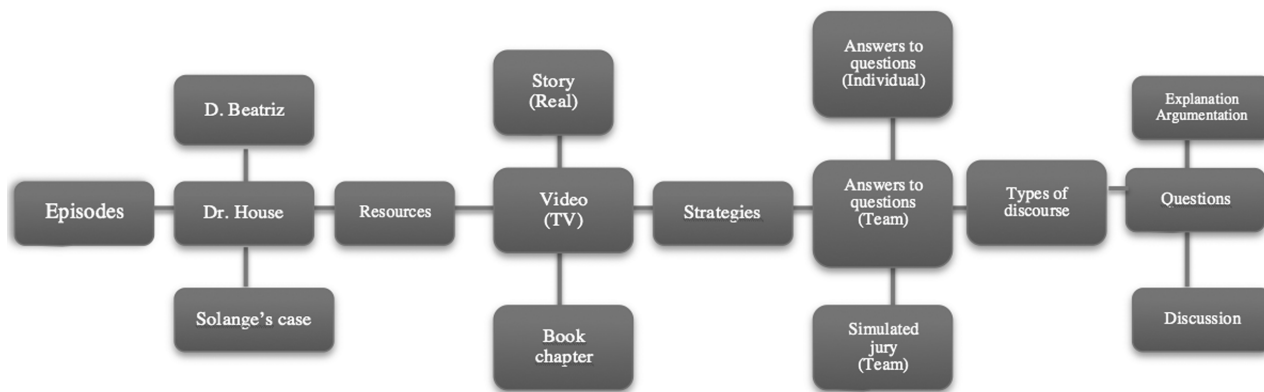 D. Beatriz
Story
(Real)
Answers to
questions
(Individual)
Explanation
Argumentation
Episodes
Dr. House
Resources
Video
(TV)
Strategies
Answers to
questions
(Team)
Types of
discourse
Questions
Solange's case
Book
chapter
Simulated
jury
(Team)
Discussion